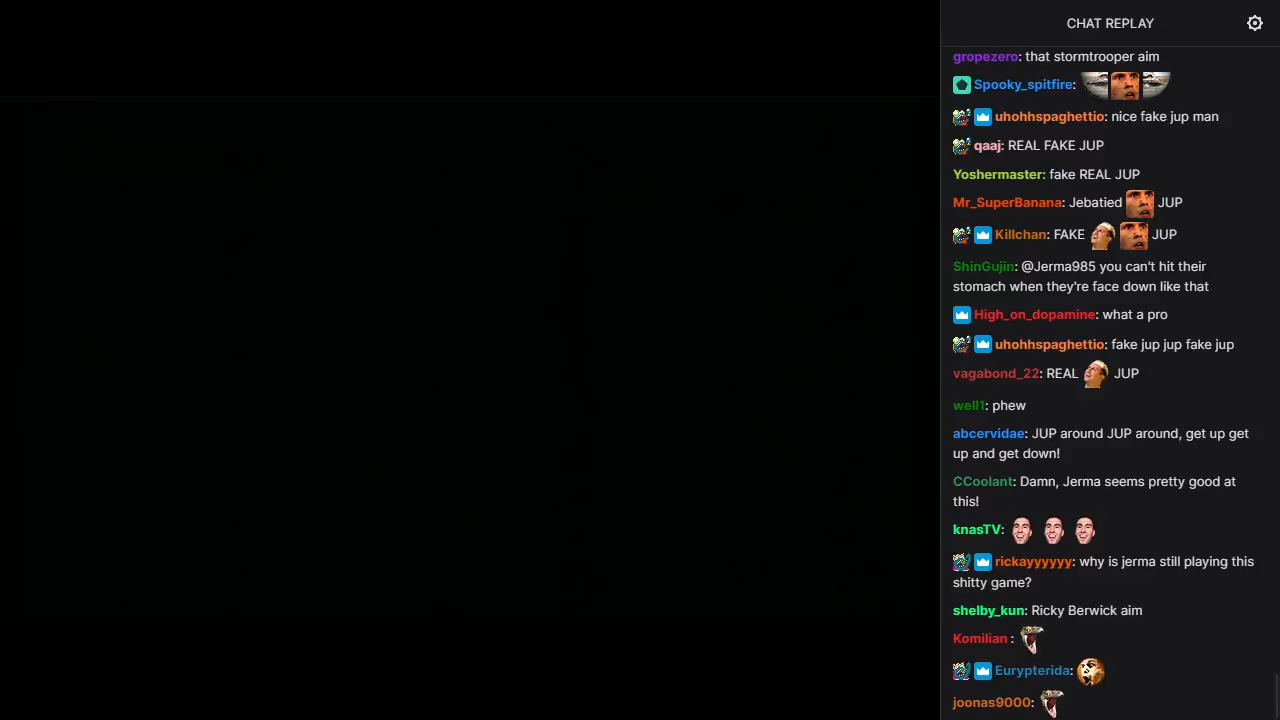 CHAT REPLAY
gropezero: that stormtrooper aim
Spooky_spitfire:
uhohhspaghettio: nice fake jup man
qaaj: REAL FAKE JUP
Yoshermaster: fake REAL JUP
Mr_SuperBanana: Jebatied JUP
Killchan: FAKE JUP
ShinGujin: @Jerma985 you can't hit their
stomach when they're face down like that
High_on_dopamine: what a pro
uhohhspaghettio: fake jup jup fake jup
vagabond_22: REAL JUP
well1: phew
abcervidae: JUP around JUP around, get up get
up and get down!
CCoolant: Damn, Jerma seems pretty good at
this!
knasTV:
rickayyyyyy: why is jerma still playing this
shitty game?
shelby_kun: Ricky Berwick aim
Komilian :
Eurypterida:
joonas9000: